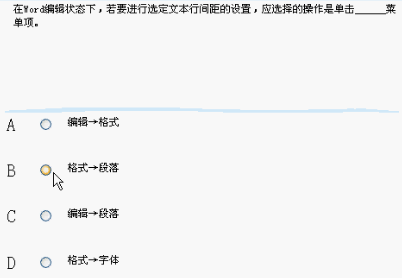 在Word编辑状态下，若要进行选定文本行间距的设置，应选择的操作是单击______菜
单项。
A 编辑→格式
B 格式→段落
C 编辑→段落
D 格式→字体